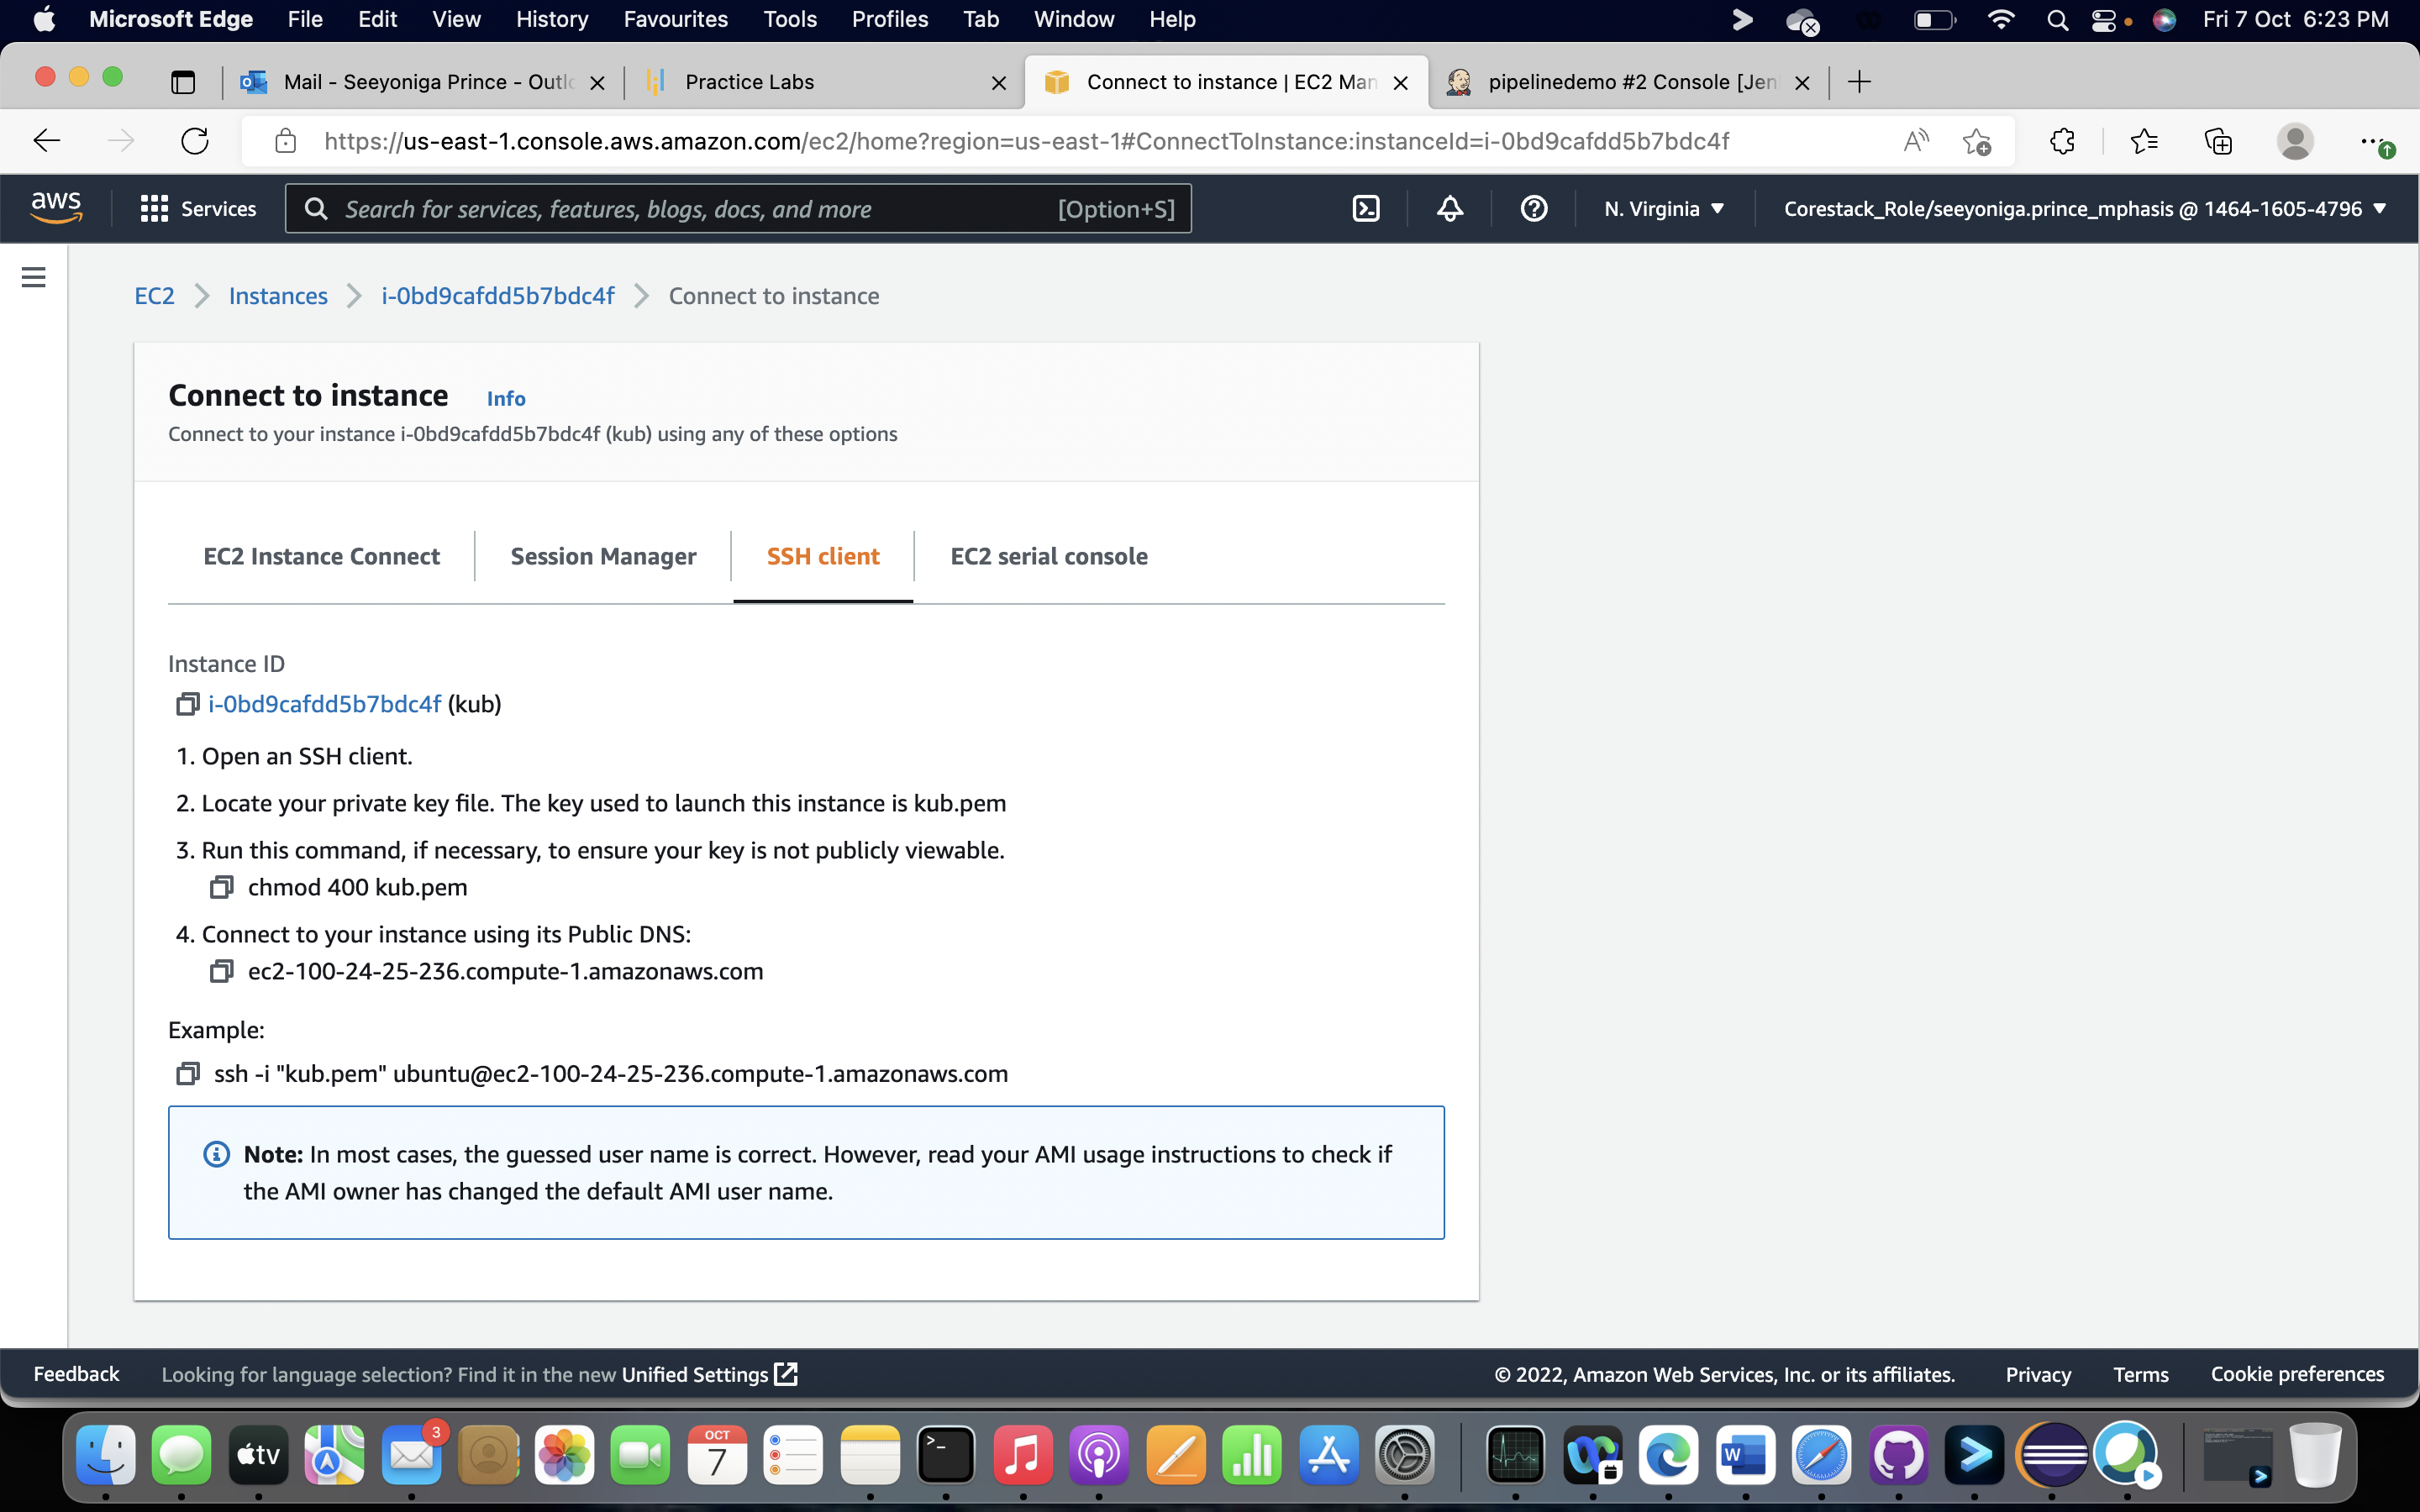 Microsoft Edge File Edit View History Favourites Tools Profiles Tab Window Help Fri 7 Oct 6:23 PM
Mail - Seeyoniga Prince - Outlo Practice Labs Connect to instance | EC2 Man pipelinedemo #2 Console [Jen
https://us-east-1.console.aws.amazon.com/ec2/home?region=us-east-1#ConnectToInstance:instanceId=i-0bd9cafdd5b7bdc4f
aws Services Search for services, features, blogs, docs, and more [Option+S] N. Virginia Corestack_Role/seeyoniga.prince_mphasis @ 1464-1605-4796
EC2 Instances i-0bd9cafdd5b7bdc4f Connect to instance
Connect to instance Info
Connect to your instance i-0bd9cafdd5b7bdc4f (kub) using any of these options
EC2 Instance Connect Session Manager SSH client EC2 serial console
Instance ID
i-0bd9cafdd5b7bdc4f (kub)
1. Open an SSH client.
2. Locate your private key file. The key used to launch this instance is kub.pem
3. Run this command, if necessary, to ensure your key is not publicly viewable.
chmod 400 kub.pem
4. Connect to your instance using its Public DNS:
ec2-100-24-25-236.compute-1.amazonaws.com
Example:
ssh -i "kub.pem" ubuntu@ec2-100-24-25-236.compute-1.amazonaws.com
Note: In most cases, the guessed user name is correct. However, read your AMI usage instructions to check if
the AMI owner has changed the default AMI user name.
Feedback Looking for language selection? Find it in the new Unified Settings © 2022, Amazon Web Services, Inc. or its affiliates. Privacy Terms Cookie preferences
tv 3 OCT 7 W